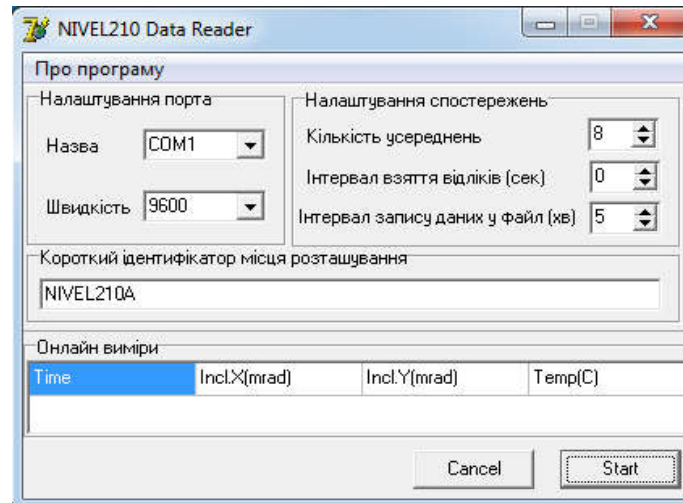 NIVEL210 Data Reader
Про програму
Налаштування порта
Назва COM1
Швидкість 9600
Налаштування спостережень
Кількість усереднень 8
Інтервал взяття відліків (сек) 0
Інтервал запису даних у файл (хв) 5
Короткий ідентифікатор місця розташування
NIVEL210A
Онлайн виміри
Time Incl.X(mrad) Incl.Y(mrad) Temp(C)
Cancel Start